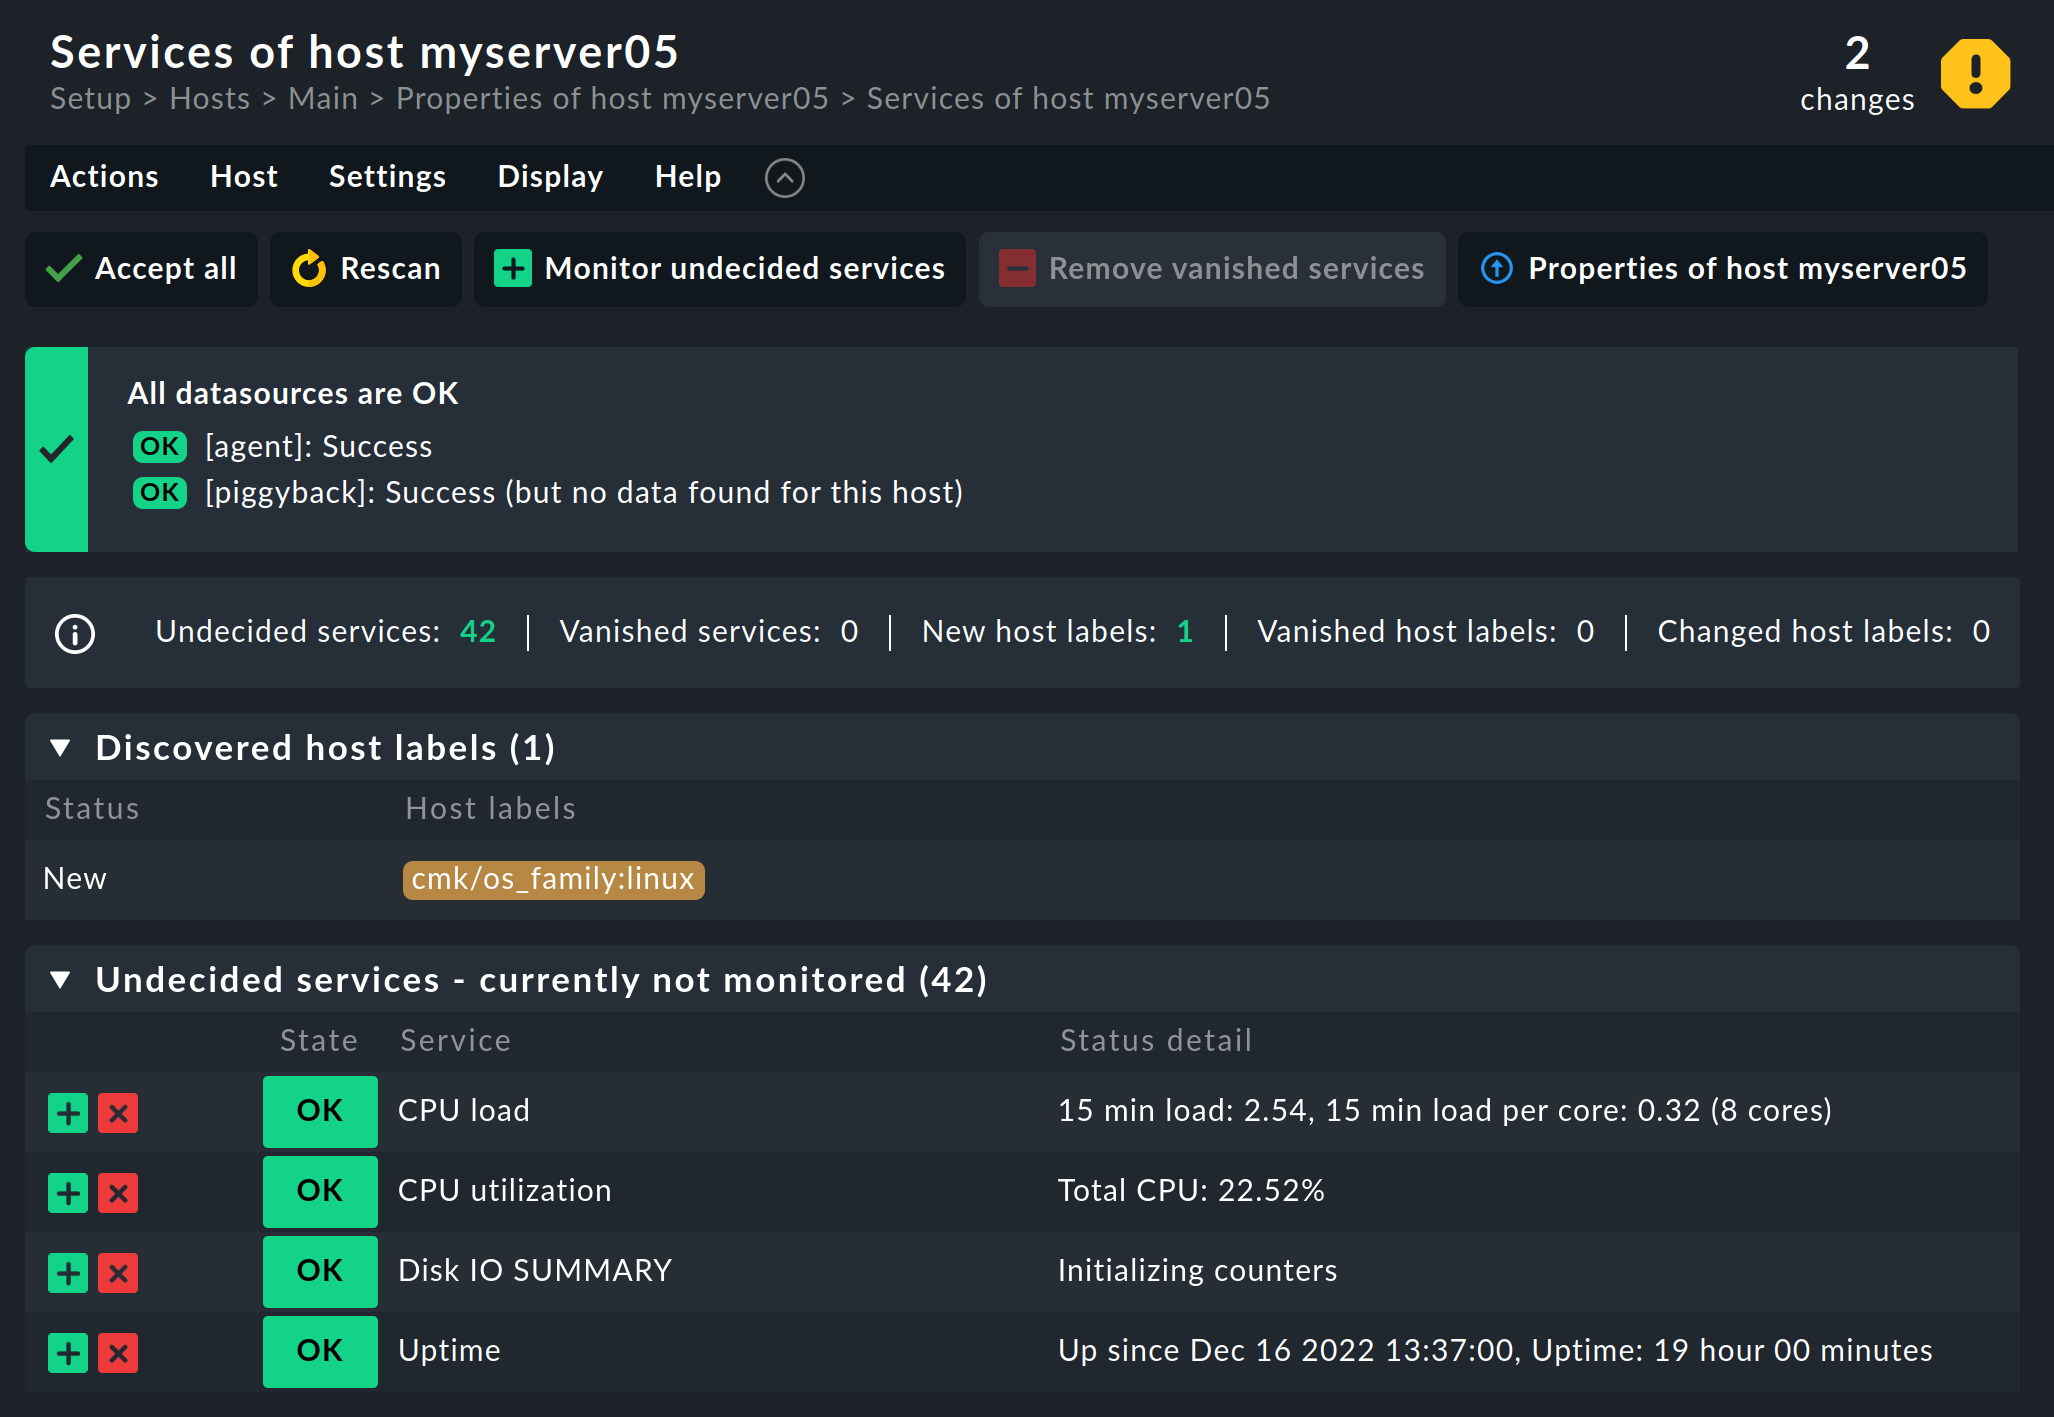 Services of host myserver05
Setup > Hosts > Main > Properties of host myserver05 > Services of host myserver05
2
changes
Actions Host Settings Display Help
Accept all Rescan Monitor undecided services Remove vanished services Properties of host myserver05
All datasources are OK
OK [agent]: Success
OK [piggyback]: Success (but no data found for this host)
Undecided services: 42 | Vanished services: 0 | New host labels: 1 | Vanished host labels: 0 | Changed host labels: 0
Discovered host labels (1)
Status Host labels
New cmk/os_family:linux
Undecided services - currently not monitored (42)
State Service Status detail
OK CPU load 15 min load: 2.54, 15 min load per core: 0.32 (8 cores)
OK CPU utilization Total CPU: 22.52%
OK Disk IO SUMMARY Initializing counters
OK Uptime Up since Dec 16 2022 13:37:00, Uptime: 19 hour 00 minutes